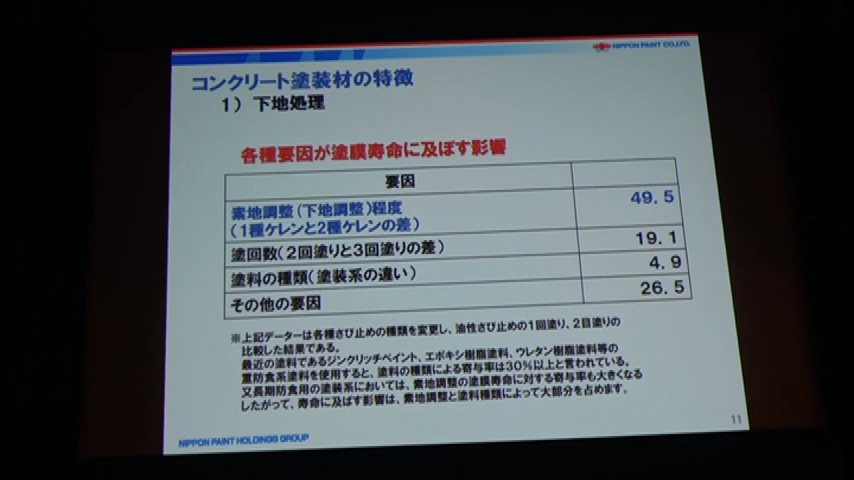 NIPPON PAINT CO.,LTD.
コンクリート塗装材の特徴
1）下地処理
各種要因が塗膜寿命に及ぼす影響
要因
素地調整（下地調整）程度
（1種ケレンと2種ケレンの差）
49.5
塗回数（2回塗りと3回塗りの差）
19.1
塗料の種類（塗装系の違い）
4.9
その他の要因
26.5
※上記データーは各種さび止めの種類を変更し、油性さび止めの1回塗り、2目塗りの
比較した結果である。
最近の塗料であるジンクリッチペイント、エポキシ樹脂塗料、ウレタン樹脂塗料等の
重防食系塗料を使用すると、塗料の種類による寄与率は30%以上と言われている。
又長期防食用の塗装系においては、素地調整の塗膜寿命に対する寄与率も大きくなる
したがって、寿命に及ぼす影響は、素地調整と塗料種類によって大部分を占めます。
11
NIPPON PAINT HOLDINGS GROUP